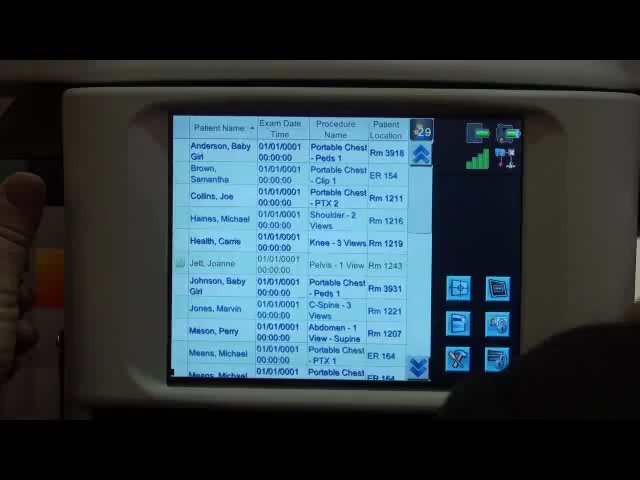 Patient Name Exam Date Time Procedure Name Patient Location 29
Anderson, Baby Girl 01/01/0001 00:00:00 Portable Chest - Peds 1 Rm 3916
Brown, Samantha 01/01/0001 00:00:00 Portable Chest - Clip 1 ER 154
Collins, Joe 01/01/0001 00:00:00 Portable Chest - PTX 2 Rm 1211
Haines, Michael 01/01/0001 00:00:00 Shoulder - 2 Views Rm 1216
Health, Carrie 01/01/0001 00:00:00 Knee - 3 Views Rm 1219
Jett, Joanne 01/01/0001 00:00:00 Pelvis - 1 View Rm 1243
Johnson, Baby Girl 01/01/0001 00:00:00 Portable Chest - Peds 1 Rm 3931
Jones, Marvin 01/01/0001 00:00:00 C-Spine - 3 Views Rm 1221
Mason, Perry 01/01/0001 00:00:00 Abdomen - 1 View - Supine Rm 1207
Means, Michael 01/01/0001 00:00:00 Portable Chest - PTX 1 ER 164
Means, Michael 01/01/0001 Portable Chest ER 164